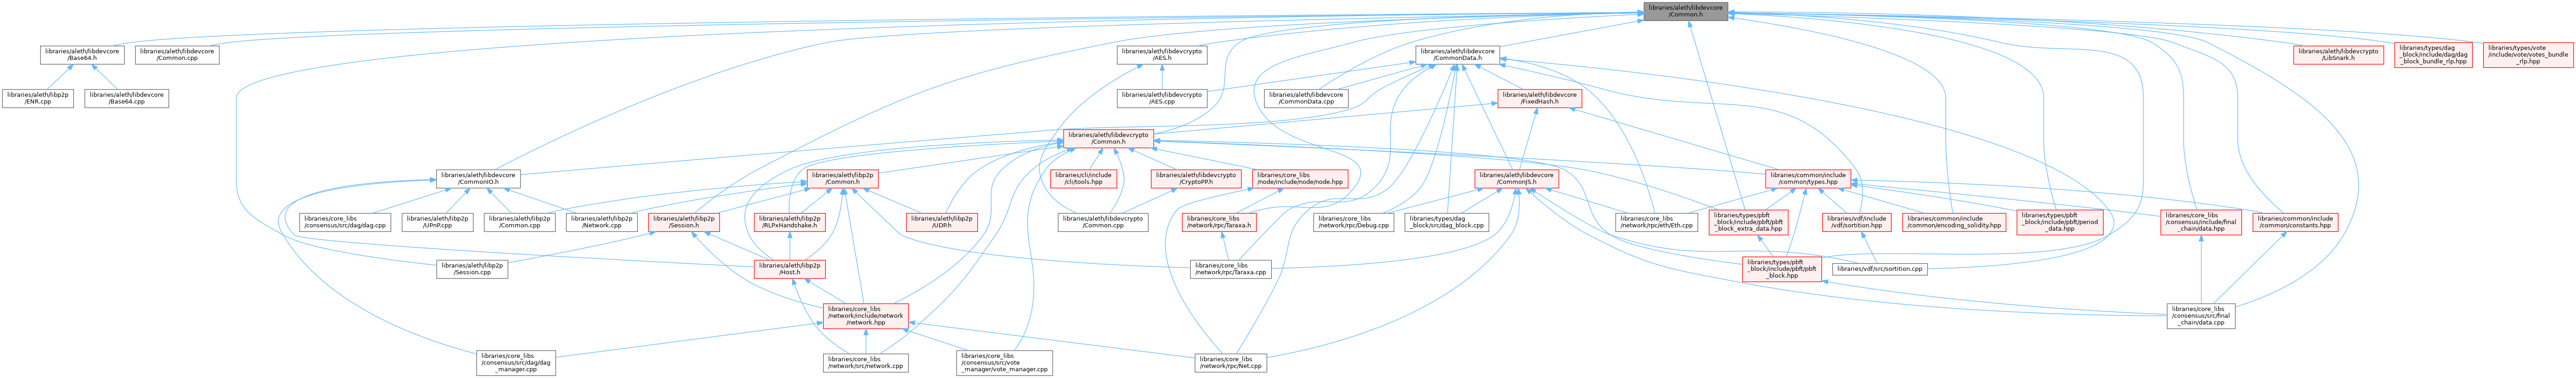 libraries/aleth/libdevcore
/Common.h
libraries/aleth/libdevcore
/Base64.h
libraries/aleth/libdevcore
/Common.cpp
libraries/aleth/libdevcrypto
/AES.h
libraries/aleth/libdevcore
/CommonData.h
libraries/aleth/libdevcrypto
/LibSnark.h
libraries/types/dag
_block/include/dag/dag
_block_bundle_rlp.hpp
libraries/types/vote
/include/vote/votes_bundle
_rlp.hpp
libraries/aleth/libp2p
/ENR.cpp
libraries/aleth/libdevcore
/Base64.cpp
libraries/aleth/libdevcrypto
/AES.cpp
libraries/aleth/libdevcore
/CommonData.cpp
libraries/aleth/libdevcore
/FixedHash.h
libraries/aleth/libdevcrypto
/Common.h
libraries/aleth/libdevcore
/CommonIO.h
libraries/aleth/libp2p
/Common.h
libraries/cli/include
/cli/tools.hpp
libraries/aleth/libdevcrypto
/CryptoPP.h
libraries/core_libs
/node/include/node/node.hpp
libraries/aleth/libdevcore
/CommonJS.h
libraries/common/include
/common/types.hpp
libraries/core_libs
/consensus/src/dag/dag.cpp
libraries/aleth/libp2p
/UPnP.cpp
libraries/aleth/libp2p
/Common.cpp
libraries/aleth/libp2p
/Network.cpp
libraries/aleth/libp2p
/Session.h
libraries/aleth/libp2p
/RLPxHandshake.h
libraries/aleth/libp2p
/UDP.h
libraries/aleth/libdevcrypto
/Common.cpp
libraries/core_libs
/network/rpc/Taraxa.h
libraries/core_libs
/network/rpc/Debug.cpp
libraries/types/dag
_block/src/dag_block.cpp
libraries/core_libs
/network/rpc/eth/Eth.cpp
libraries/types/pbft
_block/include/pbft/pbft
_block_extra_data.hpp
libraries/vdf/include
/vdf/sortition.hpp
libraries/common/include
/common/encoding_solidity.hpp
libraries/types/pbft
_block/include/pbft/period
_data.hpp
libraries/core_libs
/consensus/include/final
_chain/data.hpp
libraries/common/include
/common/constants.hpp
libraries/aleth/libp2p
/Session.cpp
libraries/aleth/libp2p
/Host.h
libraries/core_libs
/network/rpc/Taraxa.cpp
libraries/types/pbft
_block/include/pbft/pbft
_block.hpp
libraries/vdf/src/sortition.cpp
libraries/core_libs
/network/include/network
/network.hpp
libraries/core_libs
/consensus/src/final
_chain/data.cpp
libraries/core_libs
/consensus/src/dag/dag
_manager.cpp
libraries/core_libs
/network/src/network.cpp
libraries/core_libs
/consensus/src/vote
_manager/vote_manager.cpp
libraries/core_libs
/network/rpc/Net.cpp